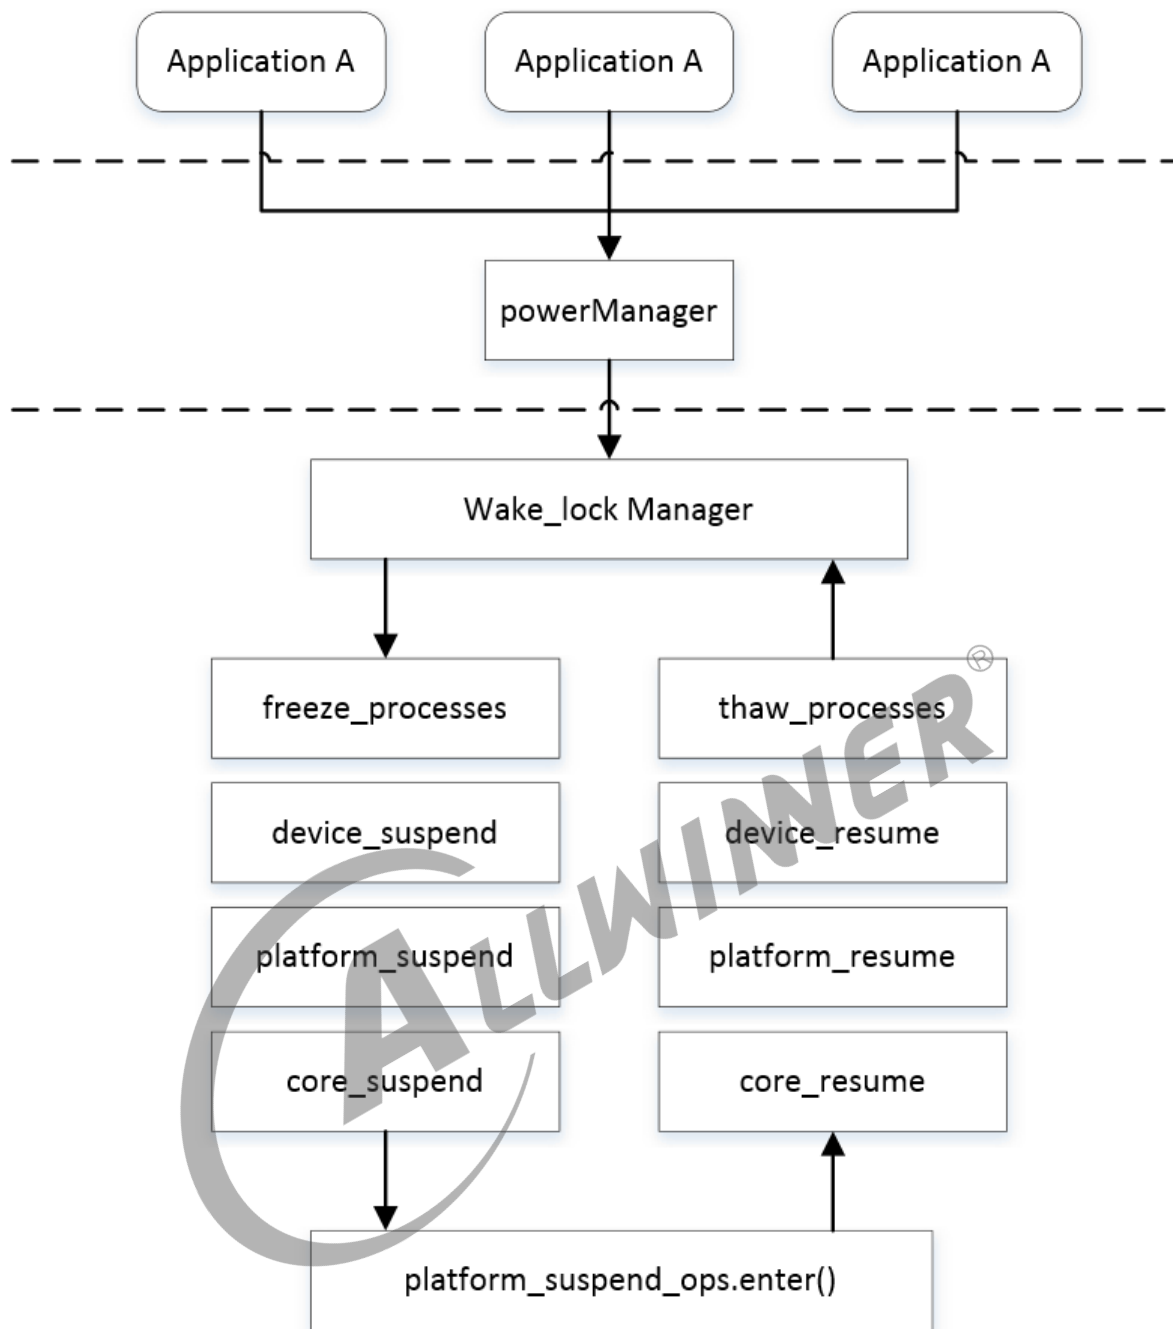 Application A
Application A
Application A
powerManager
Wake_lock Manager
freeze_processes
thaw_processes
device_suspend
device_resume
platform_suspend
platform_resume
core_suspend
core_resume
platform_suspend_ops.enter()
ALLWINNER®